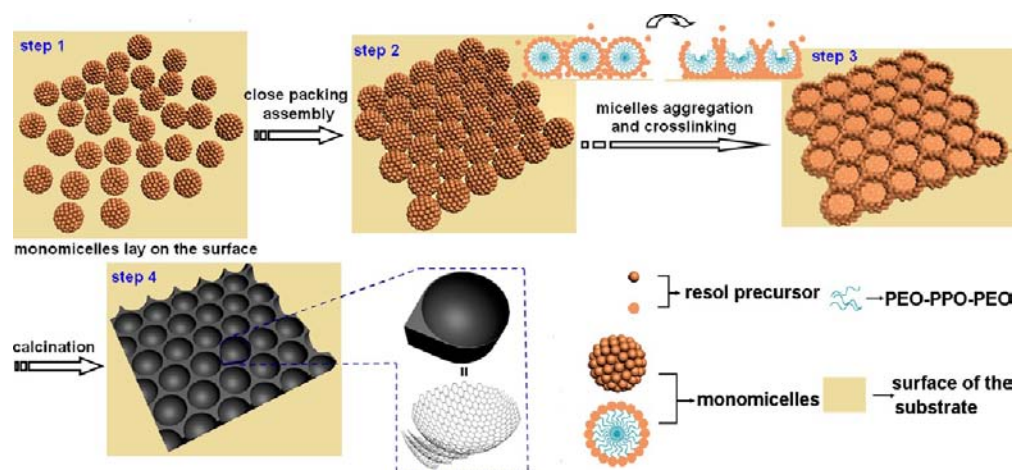 step 1
step 2
step 3
close packing
assembly
micelles aggregation
and crosslinking
monomicelles lay on the surface
step 4
calcination
resol precursor
PEO-PPO-PEO
monomicelles
surface of the
substrate